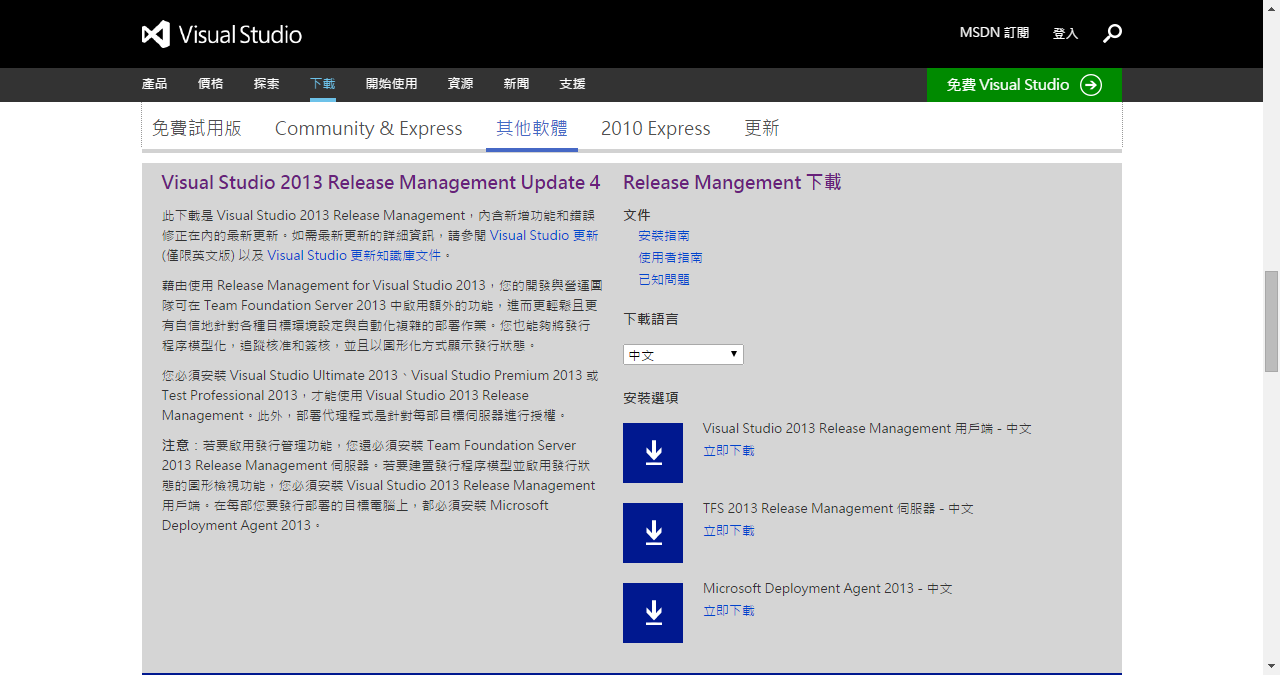 Visual Studio
MSDN 訂閱 登入
產品 價格 探索 下載 開始使用 資源 新聞 支援
免費 Visual Studio
免費試用版 Community & Express 其他軟體 2010 Express 更新
Visual Studio 2013 Release Management Update 4
此下載是 Visual Studio 2013 Release Management，內含新增功能和錯誤
修正在內的最新更新。如需最新更新的詳細資訊，請參閱 Visual Studio 更新
(僅限英文版) 以及 Visual Studio 更新知識庫文件。
藉由使用 Release Management for Visual Studio 2013，您的開發與營運團
隊可在 Team Foundation Server 2013 中啟用額外的功能，進而更輕鬆且更
有自信地針對各種目標環境設定與自動化複雜的部署作業。您也能夠將發行
程序模型化，追蹤核准和簽核，並且以圖形化方式顯示發行狀態。
您必須安裝 Visual Studio Ultimate 2013、Visual Studio Premium 2013 或
Test Professional 2013，才能使用 Visual Studio 2013 Release
Management。此外，部署代理程式是針對每部目標伺服器進行授權。
注意：若要啟用發行管理功能，您還必須安裝 Team Foundation Server
2013 Release Management 伺服器。若要建置發行程序模型並啟用發行狀
態的圖形檢視功能，您必須安裝 Visual Studio 2013 Release Management
用戶端。在每部您要發行部署的目標電腦上，都必須安裝 Microsoft
Deployment Agent 2013。
Release Mangement 下載
文件
安裝指南
使用者指南
已知問題
下載語言
中文
安裝選項
Visual Studio 2013 Release Management 用戶端 - 中文
立即下載
TFS 2013 Release Management 伺服器 - 中文
立即下載
Microsoft Deployment Agent 2013 - 中文
立即下載